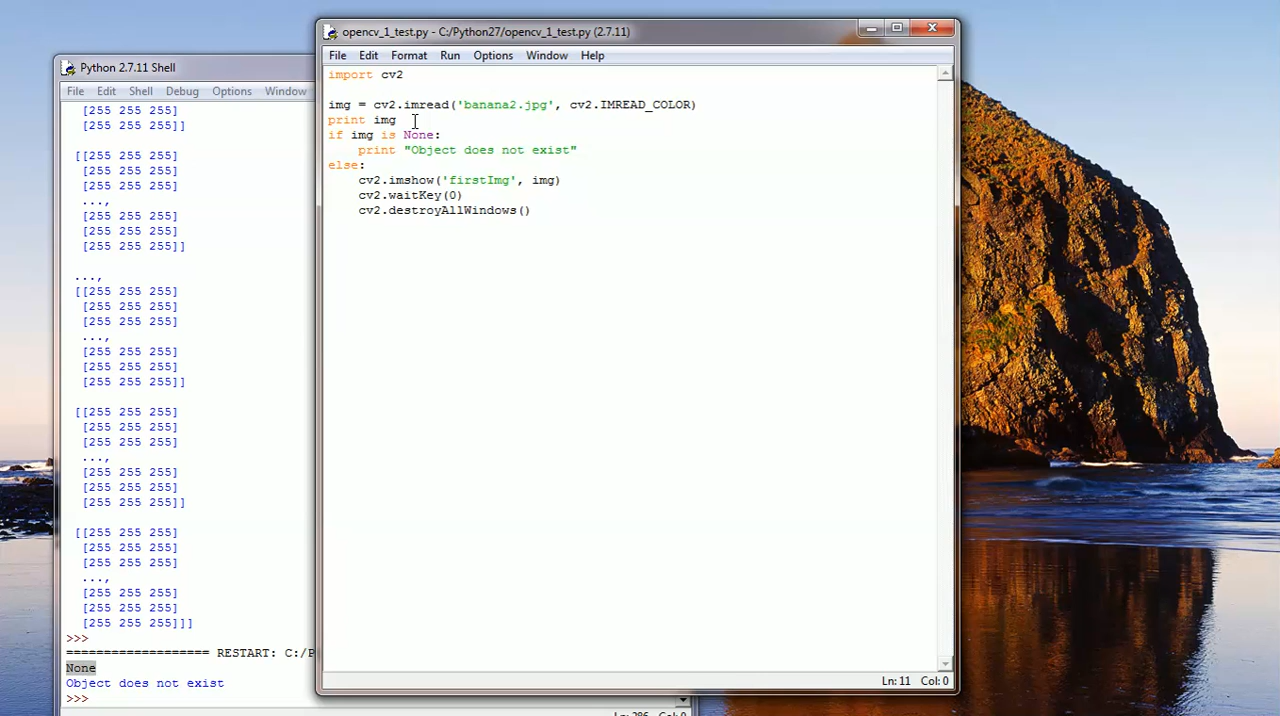 opencv_1_test.py - C:/Python27/opencv_1_test.py (2.7.11)
File Edit Format Run Options Window Help
import cv2
img = cv2.imread('banana2.jpg', cv2.IMREAD_COLOR)
print img
if img is None:
print "Object does not exist"
else:
cv2.imshow('firstImg', img)
cv2.waitKey(0)
cv2.destroyAllWindows()
Ln: 11 Col: 0
Python 2.7.11 Shell
File Edit Shell Debug Options Window
[255 255 255]
[255 255 255]]
[[255 255 255]
[255 255 255]
[255 255 255]
...,
[255 255 255]
[255 255 255]
[255 255 255]]
...,
[[255 255 255]
[255 255 255]
[255 255 255]
...,
[255 255 255]
[255 255 255]
[255 255 255]]
[[255 255 255]
[255 255 255]
[255 255 255]
...,
[255 255 255]
[255 255 255]
[255 255 255]]
[[255 255 255]
[255 255 255]
[255 255 255]
...,
[255 255 255]
[255 255 255]
[255 255 255]]]
>>>
=================== RESTART: C:/P
None
Object does not exist
>>>